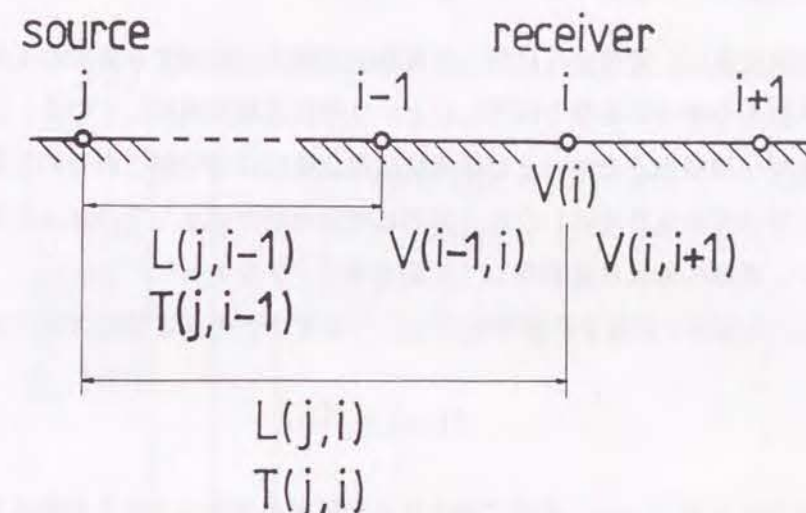 source receiver
j i-1 i i+1
V(i)
L(j,i-1) V(i-1,i) V(i,i+1)
T(j,i-1)
L(j,i)
T(j,i)